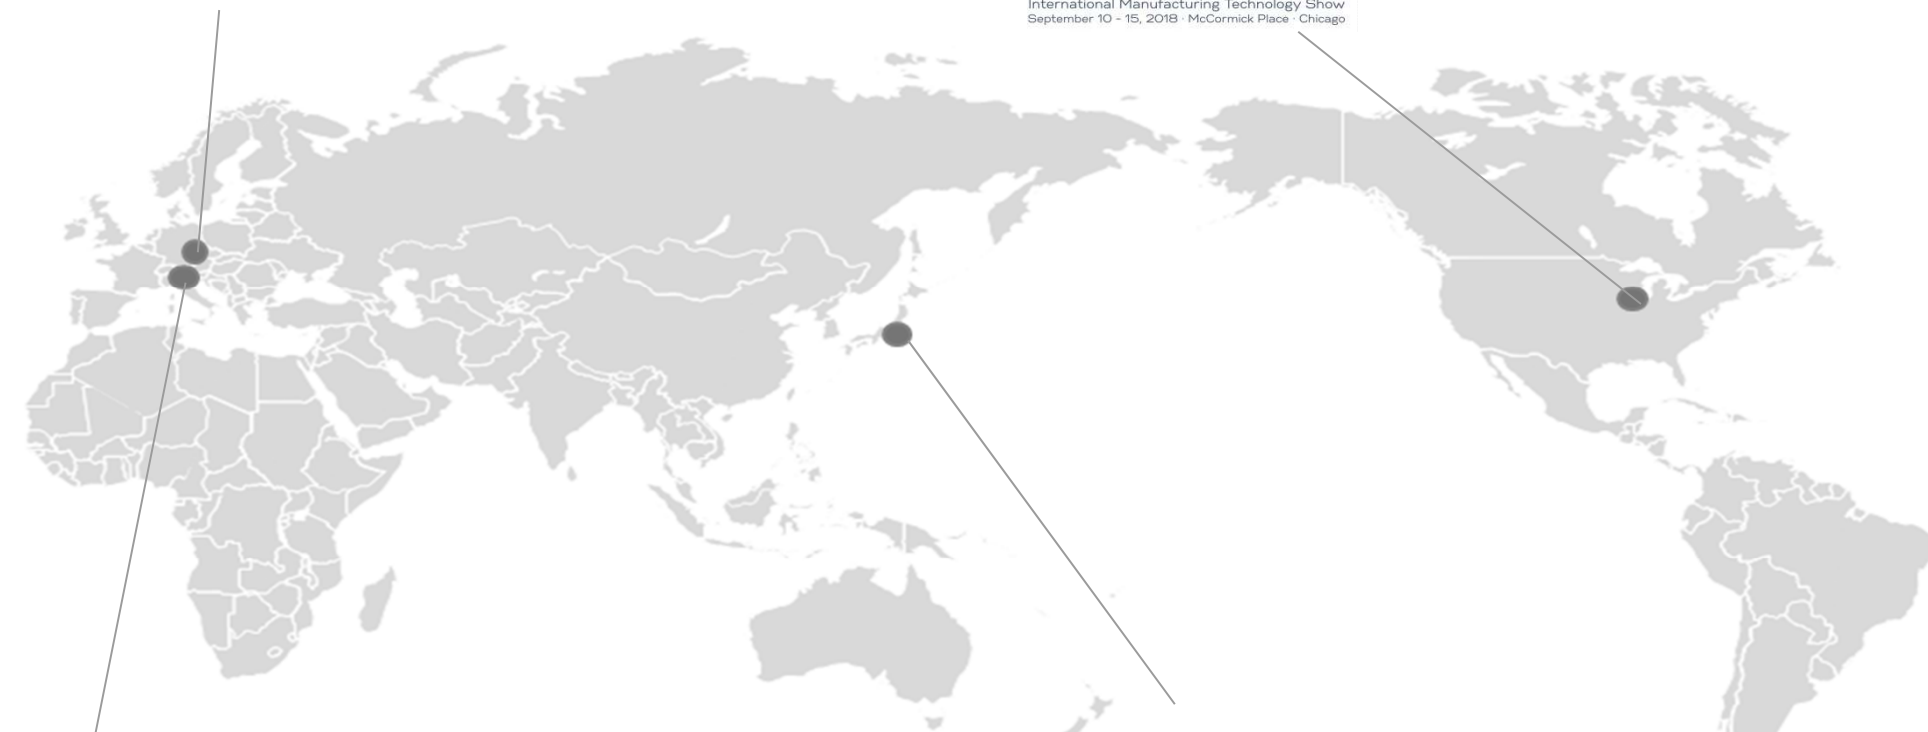 International Manufacturing Technology Show
September 10 - 15, 2018 · McCormick Place · Chicago